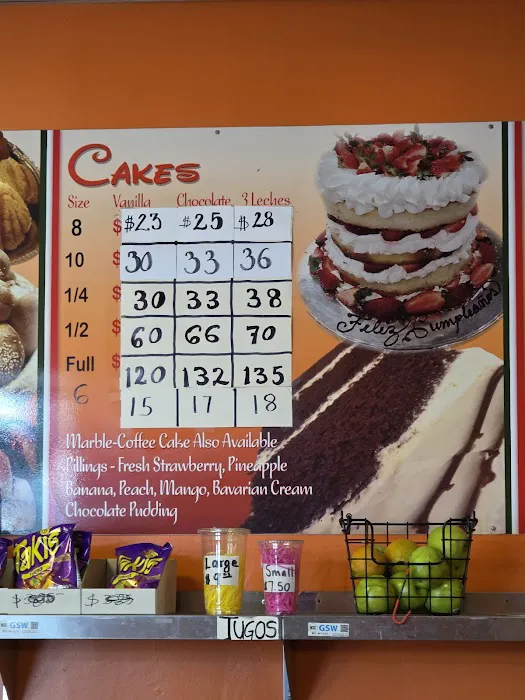 CAKES
Size Vanilla Chocolate 3 Leches
8 $23 $25 $28
10 30 33 36
1/4 $ 30 33 38
1/2 $ 60 66 70
Full $ 120 132 135
6 15 17 18
Marble-Coffee Cake Also Available
Fillings - Fresh Strawberry, Pineapple
Banana, Peach, Mango, Bavarian Cream
Chocolate Pudding
Feliz Cumpleaños
Takis
Large
Small
$7.50
JUGOS
GSW
GSW